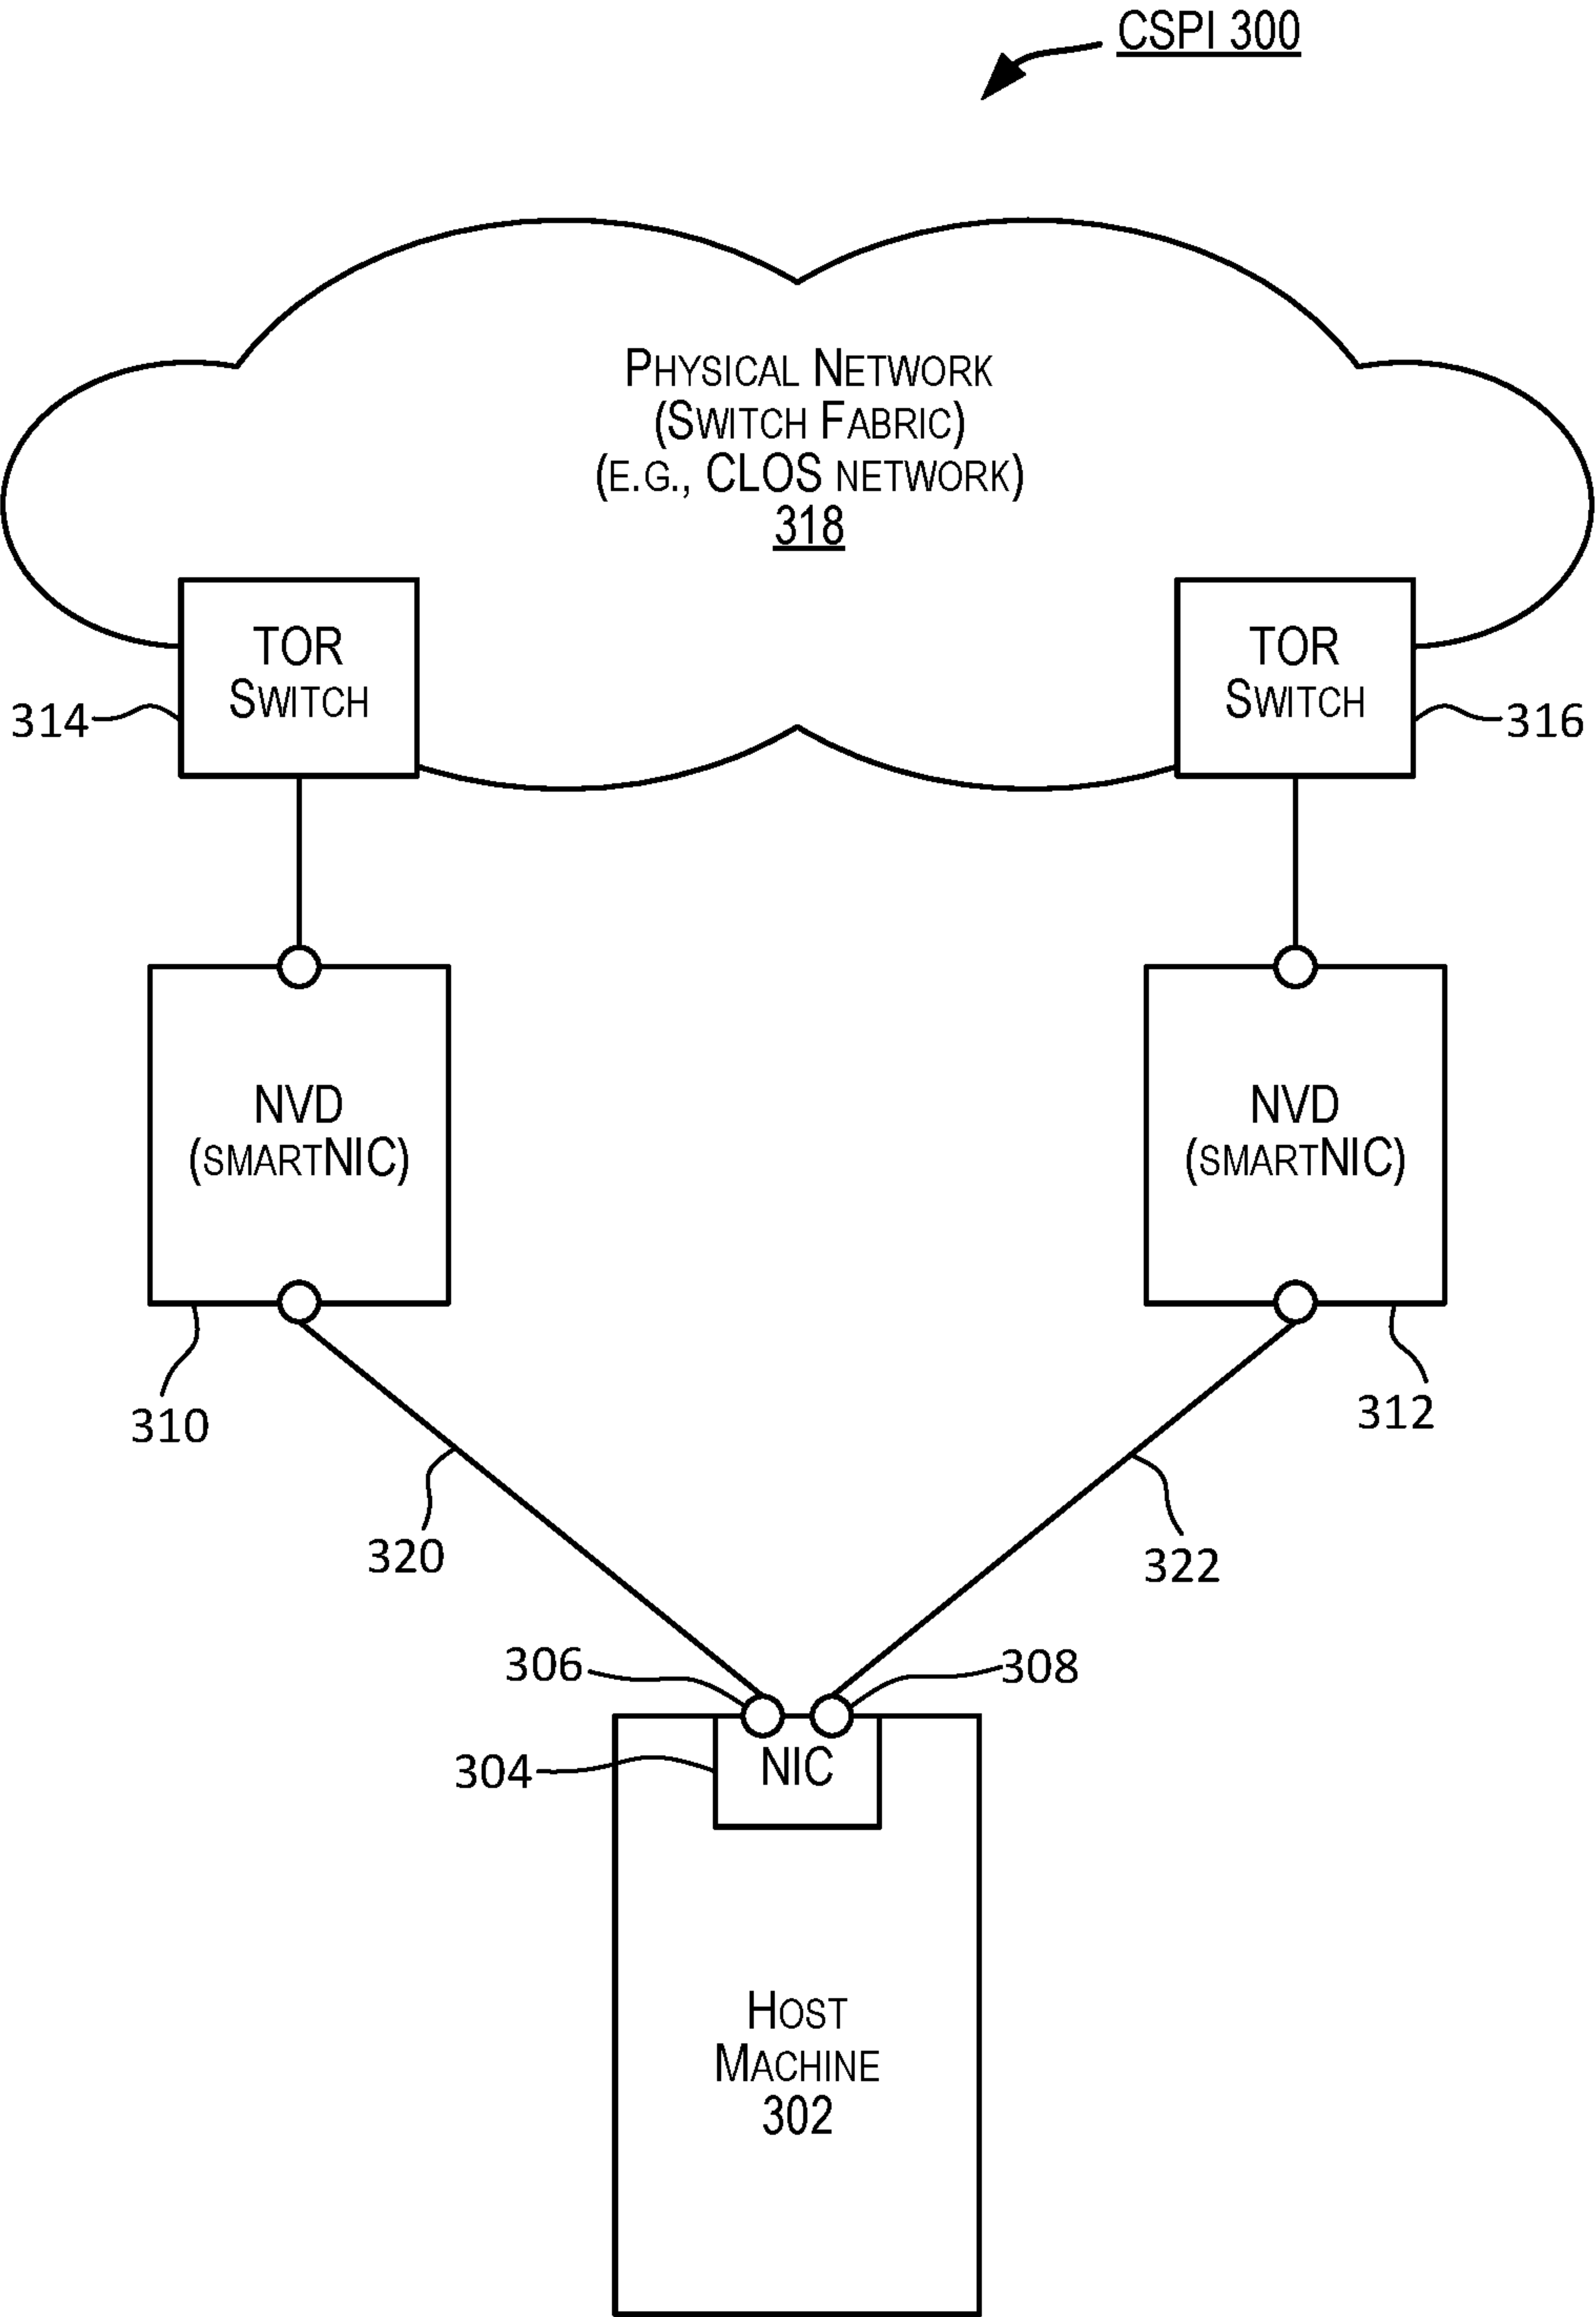 CSPI 300
Physical Network
(Switch Fabric)
(e.g., CLOS network)
318
TOR
Switch
TOR
Switch
314
316
NVD
(smartNIC)
NVD
(smartNIC)
310
312
320
322
306
308
304
NIC
Host
Machine
302